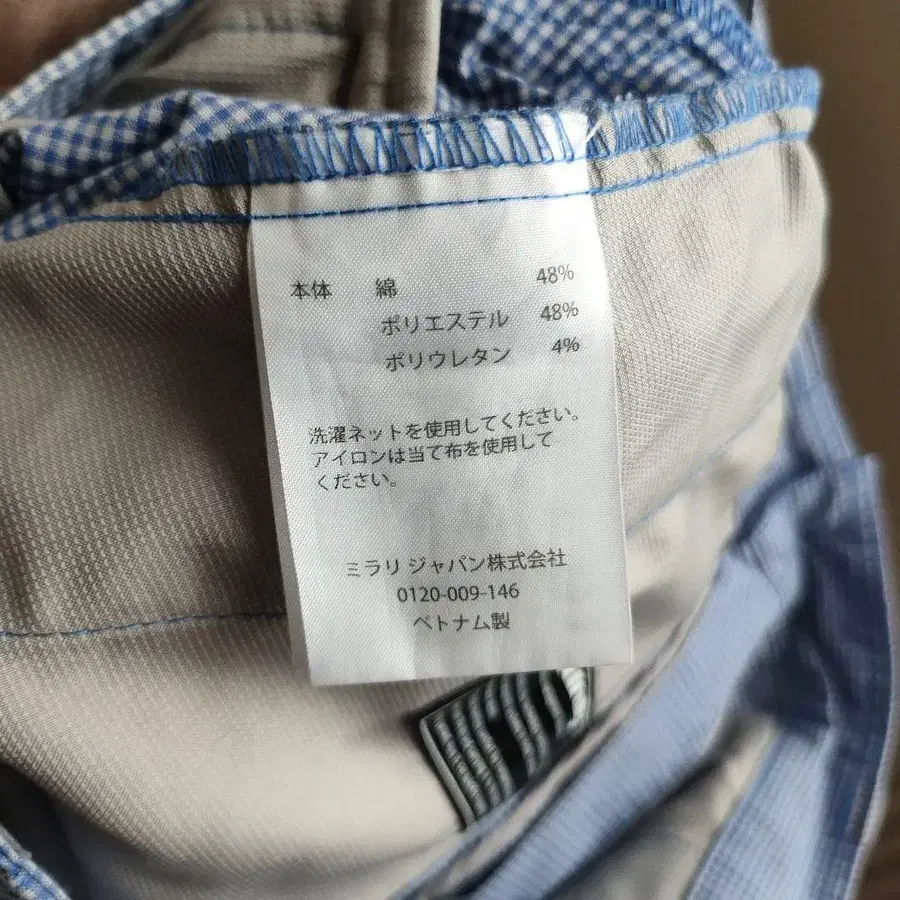 本体 綿 48%
ポリエステル 48%
ポリウレタン 4%
洗濯ネットを使用してください。
アイロンは当て布を使用して
ください。
ミラリ ジャパン株式会社
0120-009-146
ベトナム製